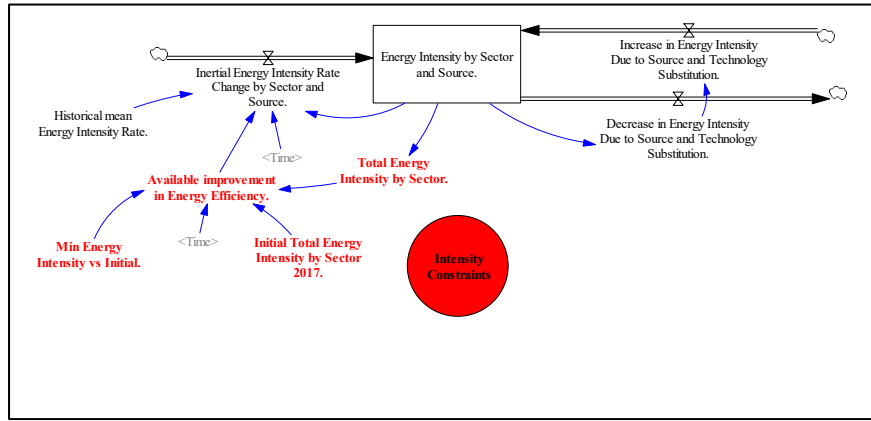 Energy Intensity by Sector
and Source.
Increase in Energy Intensity
Due to Source and Technology
Substitution.
Inertial Energy Intensity Rate
Change by Sector and
Source.
Historical mean
Energy Intensity Rate.
Decrease in Energy Intensity
Due to Source and Technology
Substitution.
<Time>
Total Energy
Intensity by Sector.
Available improvement
in Energy Efficiency.
<Time>
Min Energy
Intensity vs Initial.
Initial Total Energy
Intensity by Sector
2017.
Intensity
Constraints